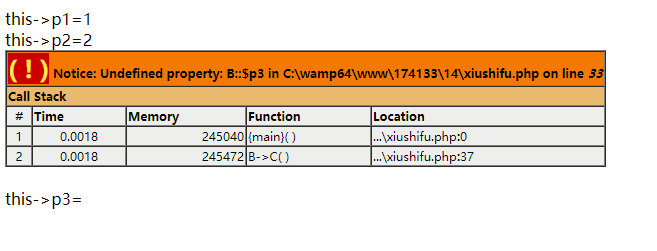 this->p1=1
this->p2=2
(!) Notice: Undefined property: B::$p3 in C:\wamp64\www\174133\14\xiushifu.php on line 33
Call Stack
# Time Memory Function Location
1 0.0018 245040 {main}( ) ...\xiushifu.php:0
2 0.0018 245472 B->C( ) ...\xiushifu.php:37
this->p3=